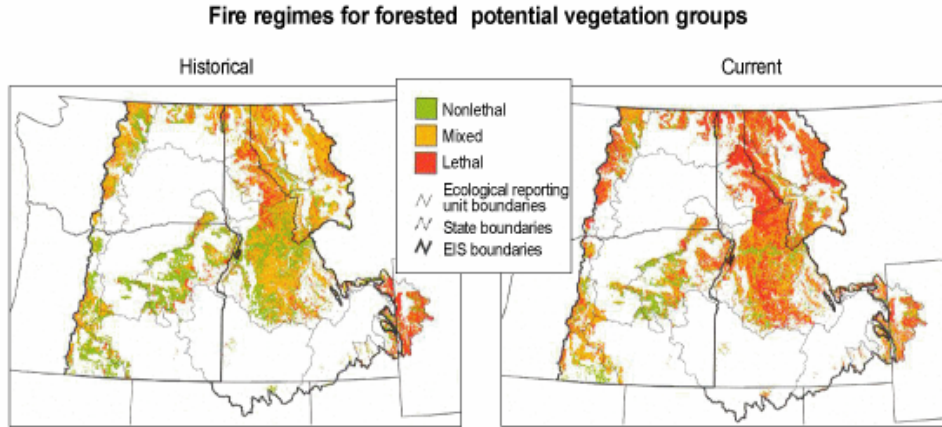 Fire regimes for forested potential vegetation groups
Historical
Current
Nonlethal
Mixed
Lethal
Ecological reporting
unit boundaries
State boundaries
EIS boundaries